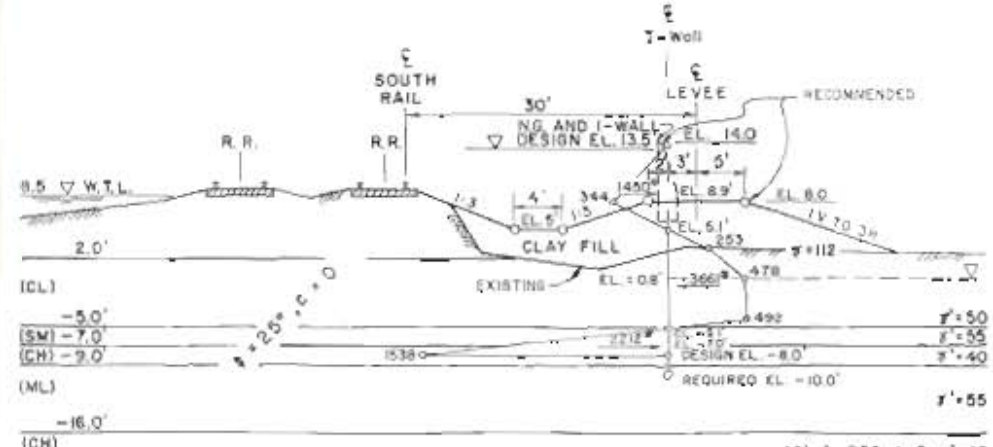 ℄
I-Wall
℄
SOUTH
RAIL
℄
LEVEE
RECOMMENDED
30'
N.G. AND I-WALL
DESIGN EL. 13.5'
EL. 14.0
R.R.
R.R.
2' 3' 5'
8.5 ▽ W.T.L.
1:3
4'
344
1450#
EL. 8.9'
EL. 8.0
EL. 5'
1:5
EL. 5.1'
1V TO 3H
CLAY FILL
253
γ=112
2.0'
EXISTING
EL. = 0.8'
3661#
478
(CL)
φ = 25°, c = 0
-5.0'
492
γ'=50
(SM) -7.0'
2212#
γ'=55
(CH) -9.0'
1538
DESIGN EL. -8.0'
γ'=40
REQUIRED EL. -10.0'
(ML)
γ'=55
-16.0'
(CH)